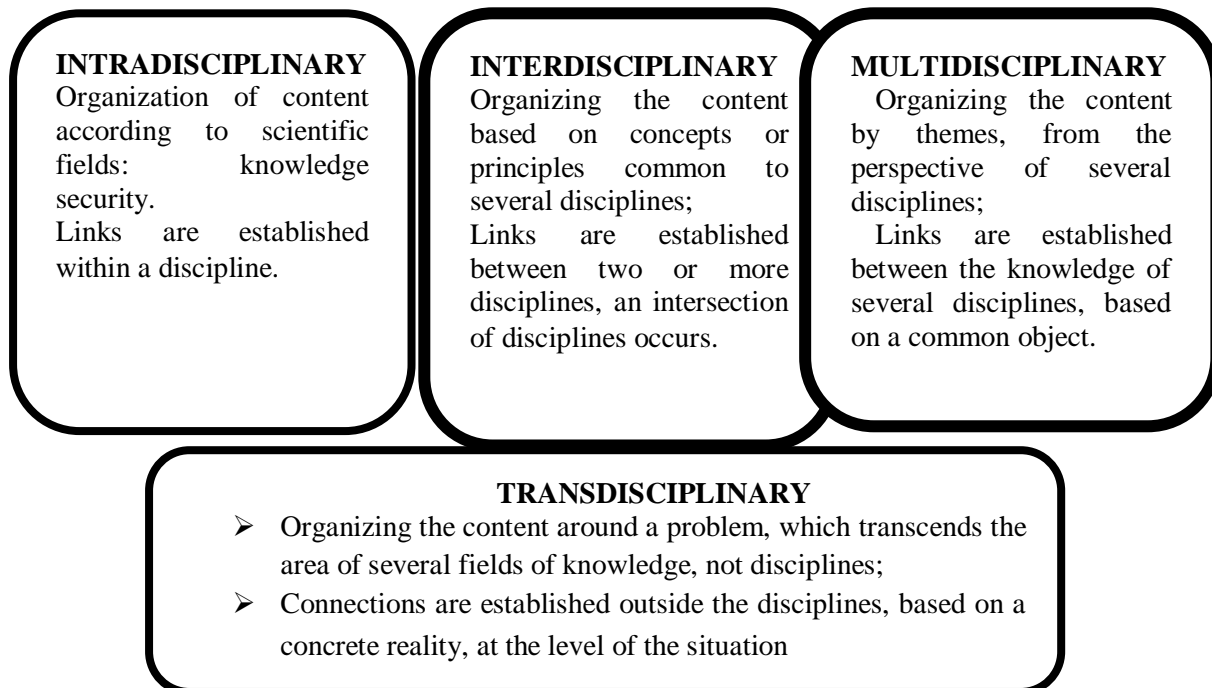 INTRADISCIPLINARY
Organization of content
according to scientific
fields: knowledge
security.
Links are established
within a discipline.
INTERDISCIPLINARY
Organizing the content
based on concepts or
principles common to
several disciplines;
Links are established
between two or more
disciplines, an intersection
of disciplines occurs.
MULTIDISCIPLINARY
Organizing the content
by themes, from the
perspective of several
disciplines;
Links are established
between the knowledge of
several disciplines, based
on a common object.
TRANSDISCIPLINARY
➢ Organizing the content around a problem, which transcends the
area of several fields of knowledge, not disciplines;
➢ Connections are established outside the disciplines, based on a
concrete reality, at the level of the situation